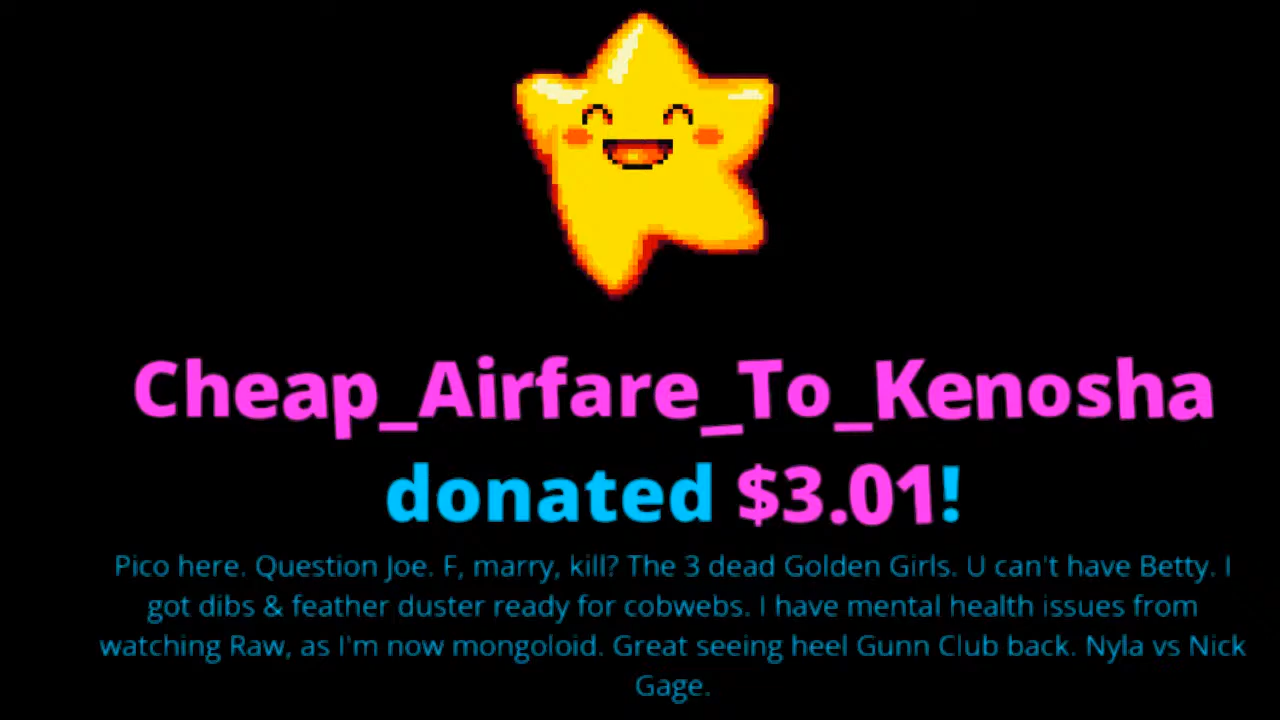 Cheap_Airfare_To_Kenosha
donated $3.01!
Pico here. Question Joe. F, marry, kill? The 3 dead Golden Girls. U can't have Betty. I
got dibs & feather duster ready for cobwebs. I have mental health issues from
watching Raw, as I'm now mongoloid. Great seeing heel Gunn Club back. Nyla vs Nick
Gage.